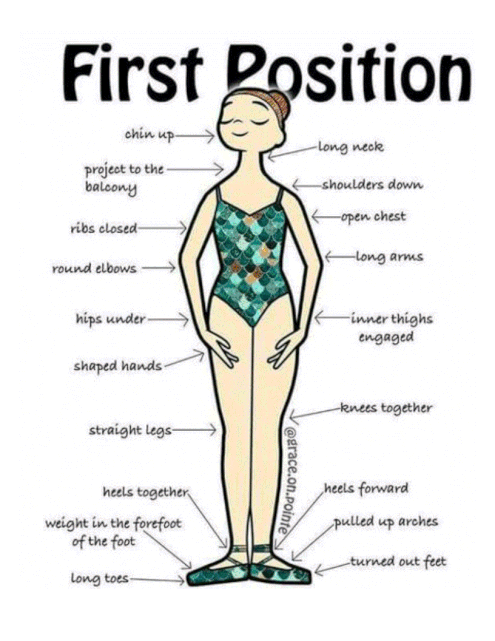 First Position
chin up
long neck
project to the
balcony
shoulders down
open chest
ribs closed
long arms
round elbows
hips under
inner thighs
engaged
shaped hands
knees together
straight legs
@grace.on.pointe
heels together
heels forward
weight in the forefoot
of the foot
pulled up arches
turned out feet
long toes